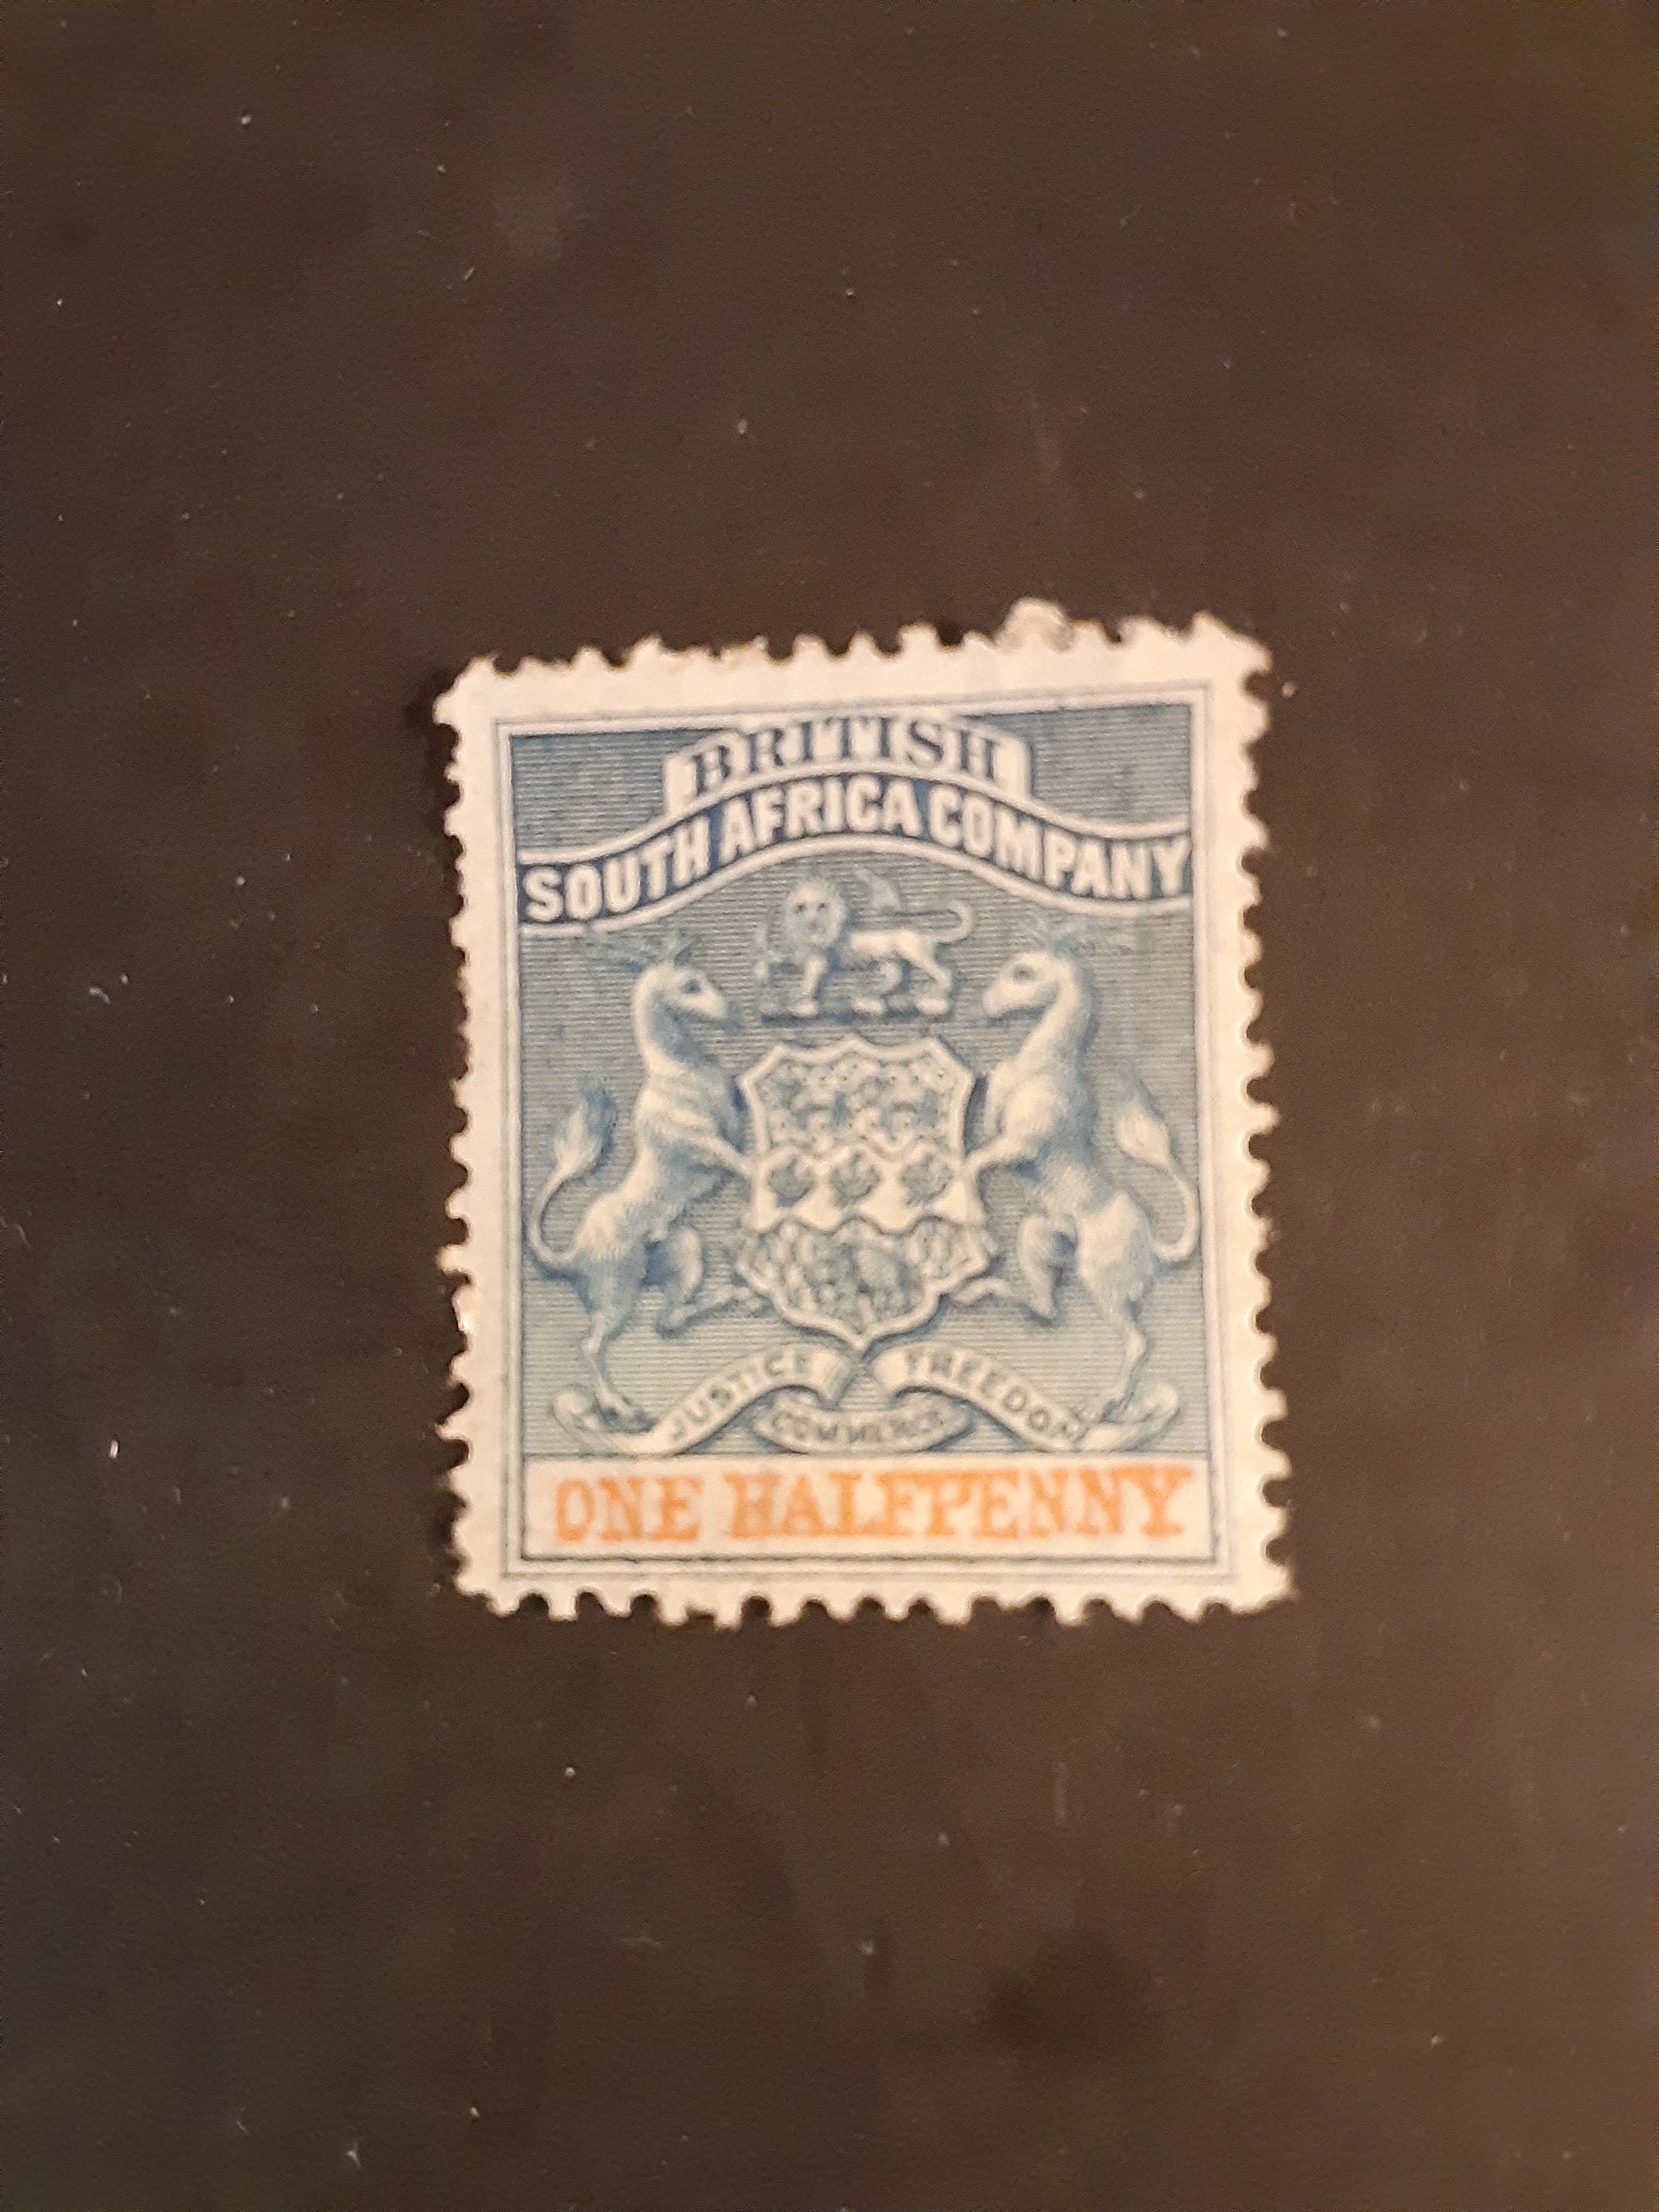 BRITISH
SOUTH AFRICA COMPANY
JUSTICE FREEDOM
COMMERCE
ONE HALFPENNY